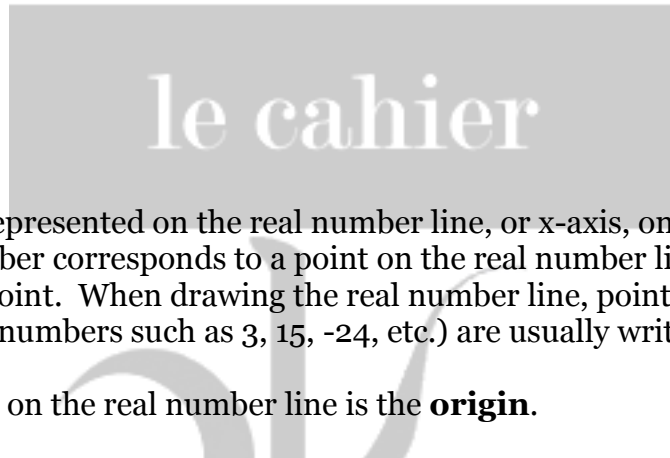 le cahier
epresented on the real number line, or x-axis, on
ber corresponds to a point on the real number li
oint. When drawing the real number line, point
numbers such as 3, 15, -24, etc.) are usually writ
on the real number line is the origin.